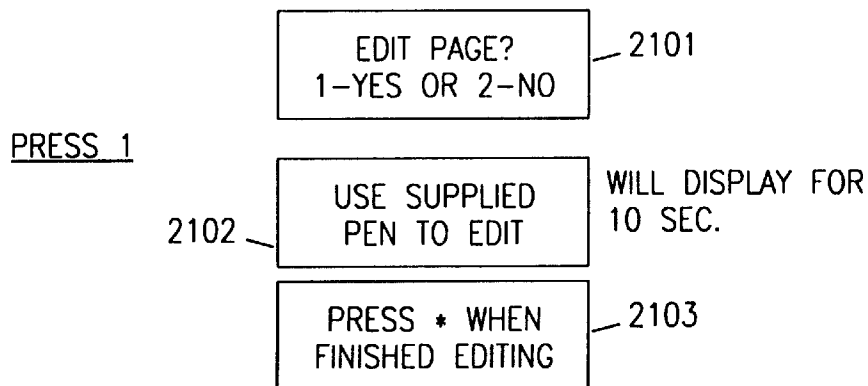 EDIT PAGE?
1-YES OR 2-NO
2101
PRESS 1
USE SUPPLIED
PEN TO EDIT
2102
WILL DISPLAY FOR
10 SEC.
PRESS * WHEN
FINISHED EDITING
2103